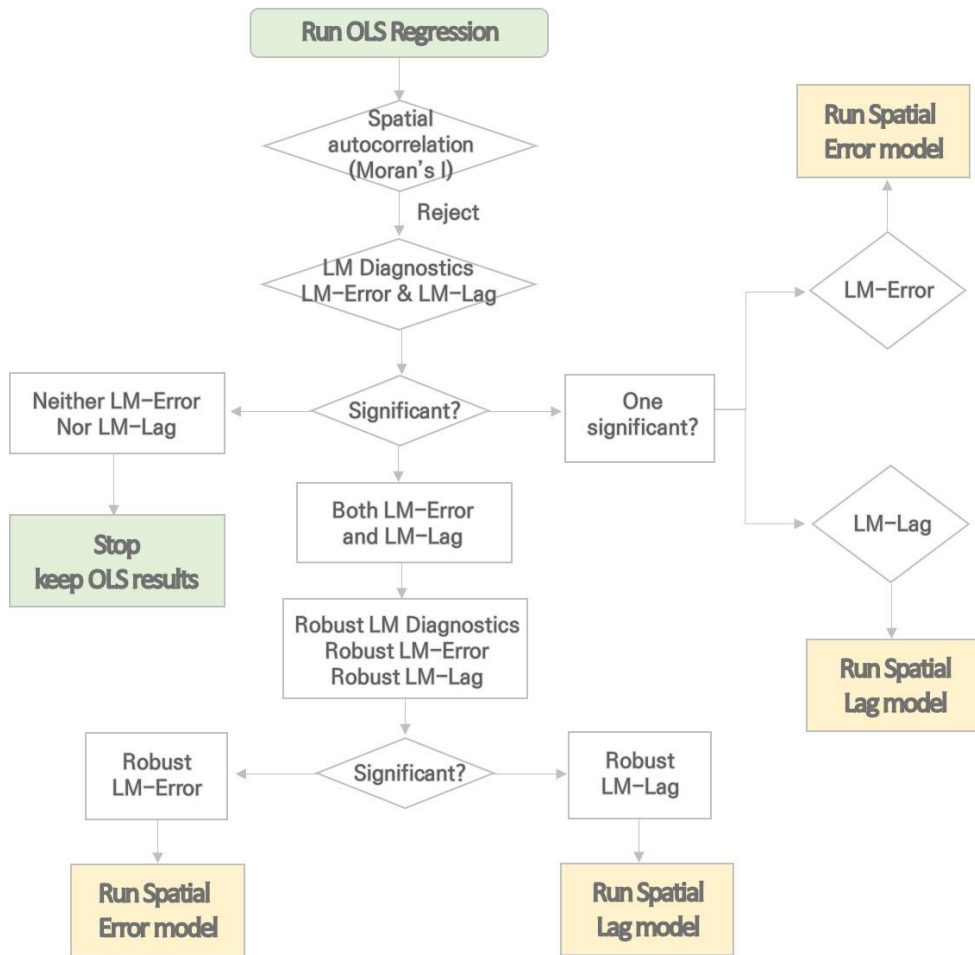 Run OLS Regression
Spatial
autocorrelation
(Moran's I)
Reject
LM Diagnostics
LM-Error & LM-Lag
Significant?
Neither LM-Error
Nor LM-Lag
Stop
keep OLS results
One
significant?
LM-Error
Run Spatial
Error model
LM-Lag
Run Spatial
Lag model
Both LM-Error
and LM-Lag
Robust LM Diagnostics
Robust LM-Error
Robust LM-Lag
Significant?
Robust
LM-Error
Run Spatial
Error model
Robust
LM-Lag
Run Spatial
Lag model